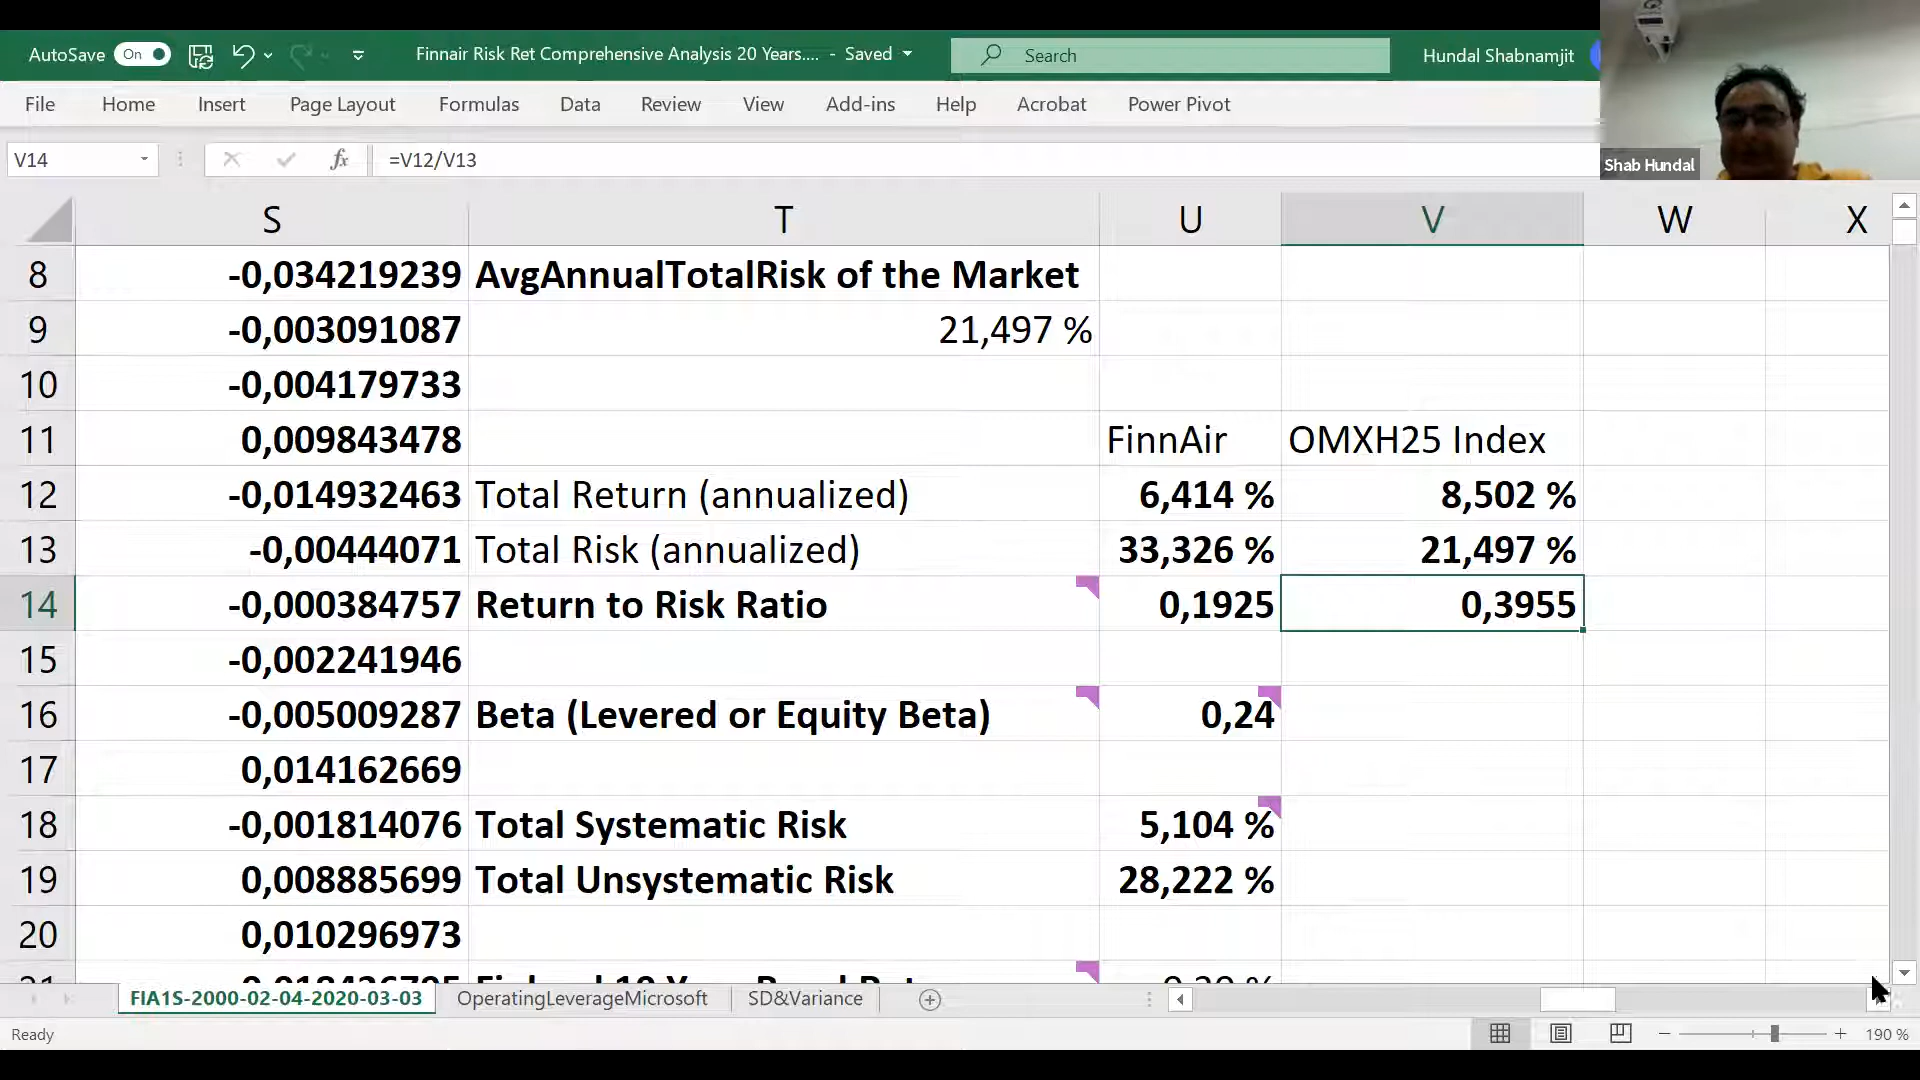 AutoSave On Finnair Risk Ret Comprehensive Analysis 20 Years.... - Saved Search Hundal Shabnamjit
File Home Insert Page Layout Formulas Data Review View Add-ins Help Acrobat Power Pivot
V14 fx =V12/V13
Shab Hundal
S T U V W X
8 -0,034219239 AvgAnnualTotalRisk of the Market
9 -0,003091087 21,497 %
10 -0,004179733
11 0,009843478 FinnAir OMXH25 Index
12 -0,014932463 Total Return (annualized) 6,414 % 8,502 %
13 -0,00444071 Total Risk (annualized) 33,326 % 21,497 %
14 -0,000384757 Return to Risk Ratio 0,1925 0,3955
15 -0,002241946
16 -0,005009287 Beta (Levered or Equity Beta) 0,24
17 0,014162669
18 -0,001814076 Total Systematic Risk 5,104 %
19 0,008885699 Total Unsystematic Risk 28,222 %
20 0,010296973
FIA1S-2000-02-04-2020-03-03 OperatingLeverageMicrosoft SD&Variance
Ready 190 %